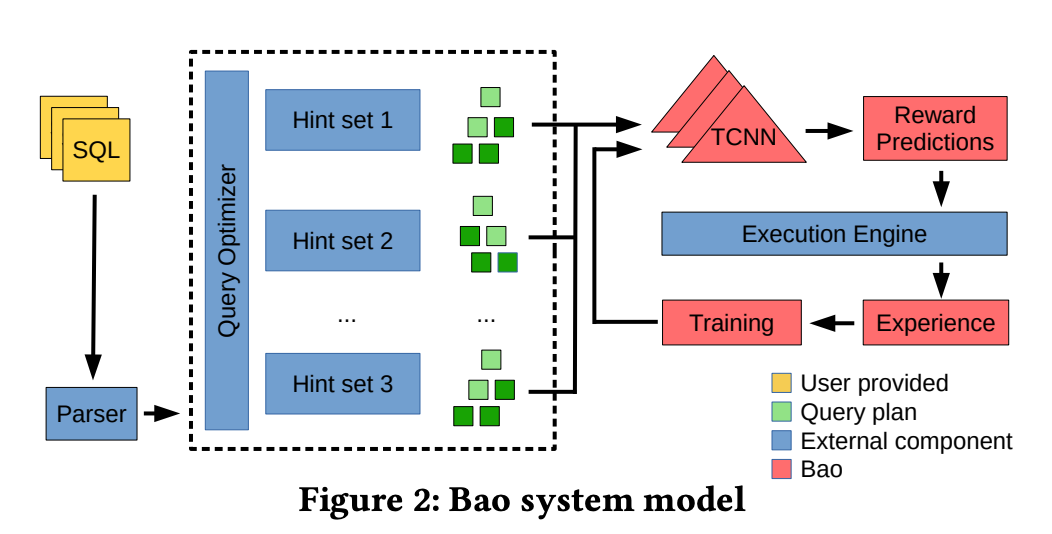 SQL
Parser
Query Optimizer
Hint set 1
Hint set 2
...
...
Hint set 3
TCNN
Reward
Predictions
Execution Engine
Training
Experience
User provided
Query plan
External component
Bao
Figure 2: Bao system model